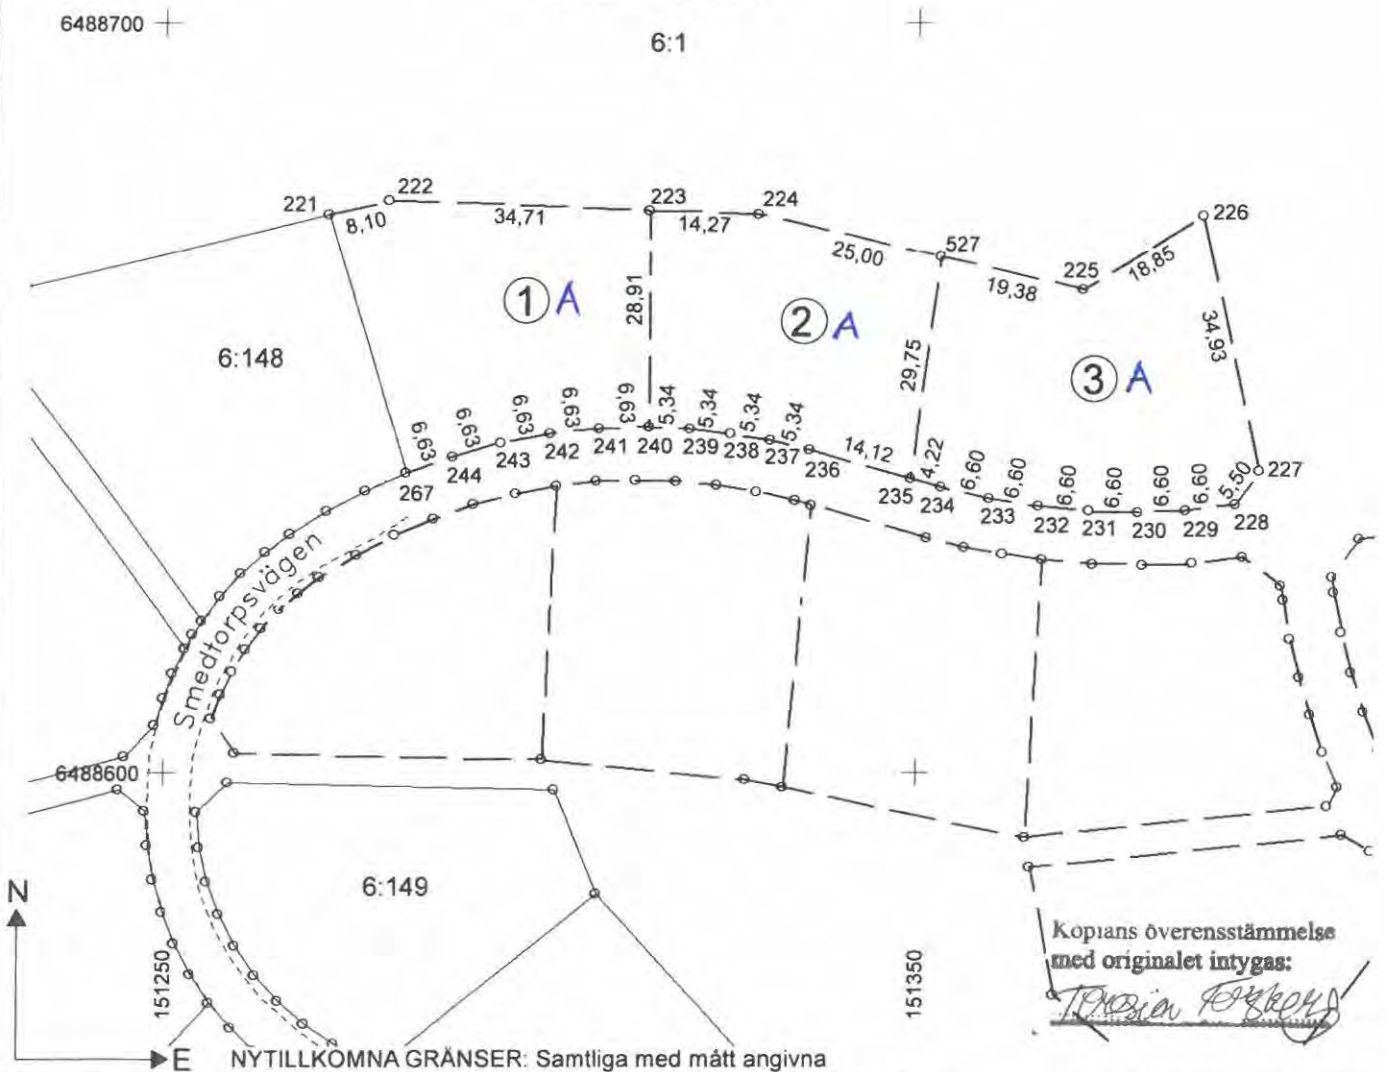 6488700
6:1
222
221
223
224
226
8,10
34,71
14,27
527
25,00
225
18,85
19,38
① A
28,91
② A
34,93
6:148
29,75
③ A
6,63 6,63 6,63 6,63 6,63 5,34 5,34 5,34 5,34
14,12
4,22 6,60 6,60 6,60 6,60 6,60 6,60 5,50
227
267 244 243 242 241 240 239 238 237 236 235 234 233 232 231 230 229 228
Smedtorpsvägen
6488600
6:149
N
151250
151350
Kopians överensstämmelse
med originalet intygas:
E
NYTILLKOMNA GRÄNSER: Samtliga med mått angivna